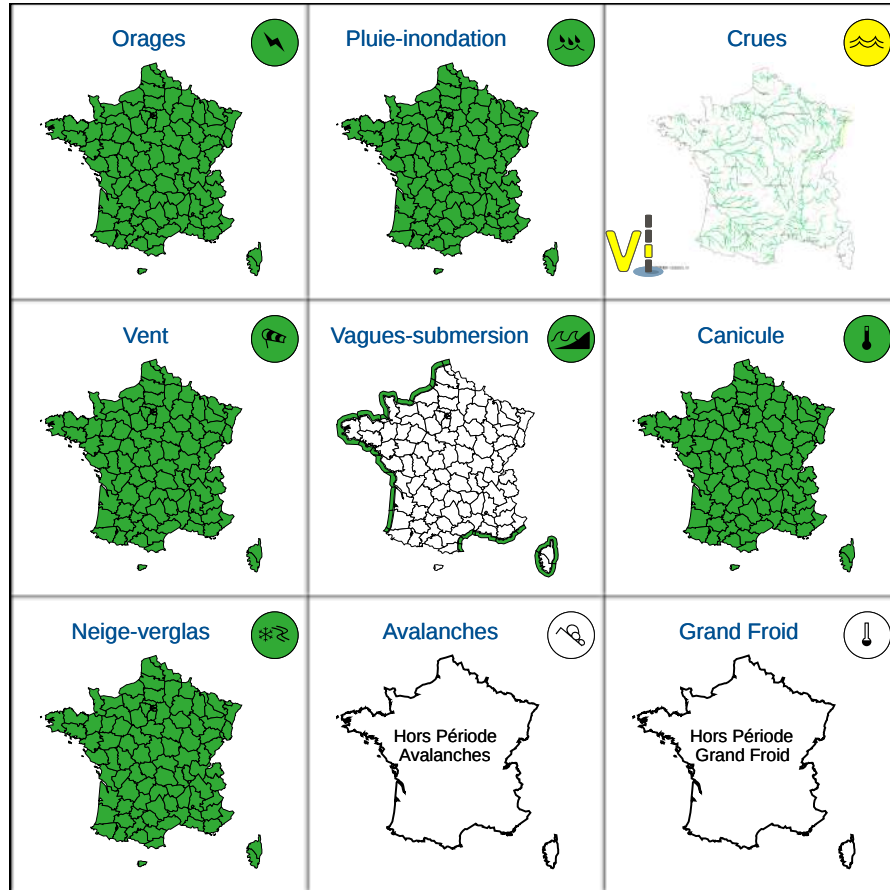 Orages
Pluie-inondation
Crues
Vi
Vent
Vagues-submersion
Canicule
Neige-verglas
Avalanches
Grand Froid
Hors Période
Avalanches
Hors Période
Grand Froid